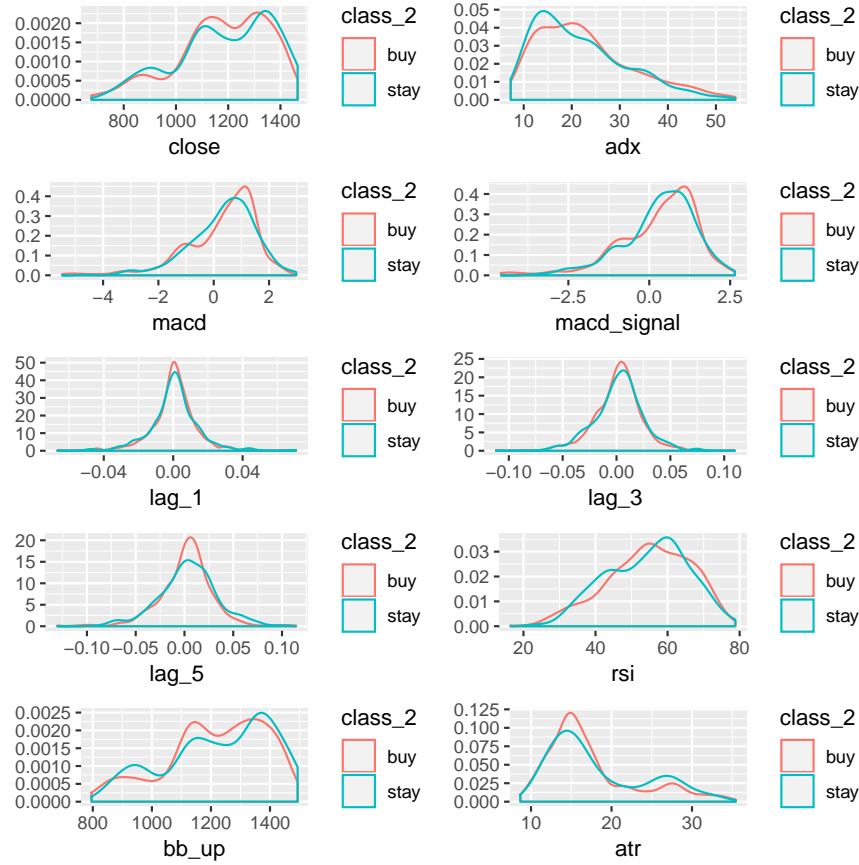 0.0020
0.0015
0.0010
0.0005
0.0000
800 1000 1200 1400
close
class_2
buy
stay
0.05
0.04
0.03
0.02
0.01
0.00
10 20 30 40 50
adx
class_2
buy
stay
0.4
0.3
0.2
0.1
0.0
−4 −2 0 2
macd
class_2
buy
stay
0.4
0.3
0.2
0.1
0.0
−2.5 0.0 2.5
macd_signal
class_2
buy
stay
50
40
30
20
10
0
−0.04 0.00 0.04
lag_1
class_2
buy
stay
25
20
15
10
5
0
−0.10 −0.05 0.00 0.05 0.10
lag_3
class_2
buy
stay
20
15
10
5
0
−0.10 −0.05 0.00 0.05 0.10
lag_5
class_2
buy
stay
0.03
0.02
0.01
0.00
20 40 60 80
rsi
class_2
buy
stay
0.0025
0.0020
0.0015
0.0010
0.0005
0.0000
800 1000 1200 1400
bb_up
class_2
buy
stay
0.125
0.100
0.075
0.050
0.025
0.000
10 20 30
atr
class_2
buy
stay